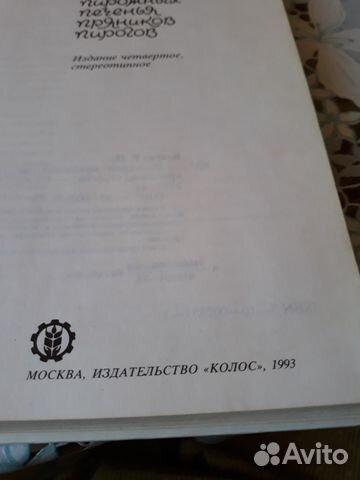 пирожных
печенья
пряников
пирогов
Издание четвертое,
стереотипное
МОСКВА, ИЗДАТЕЛЬСТВО «КОЛОС», 1993
Avito